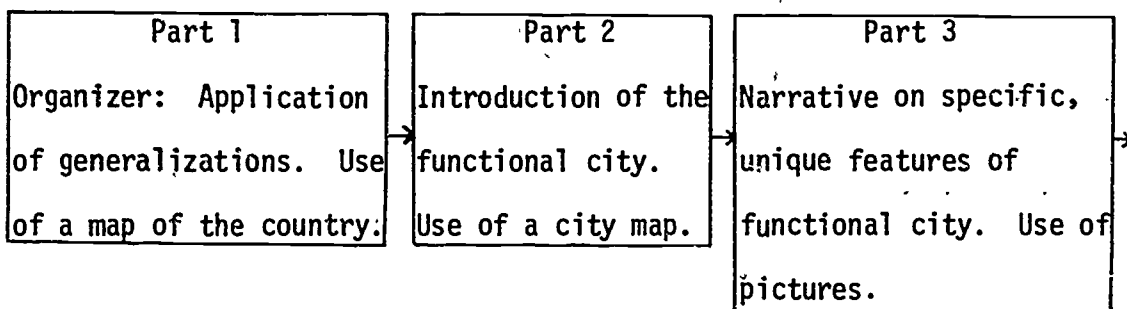 Part 1
Organizer: Application
of generalizations. Use
of a map of the country.
Part 2
Introduction of the
functional city.
Use of a city map.
Part 3
Narrative on specific,
unique features of
functional city. Use of
pictures.